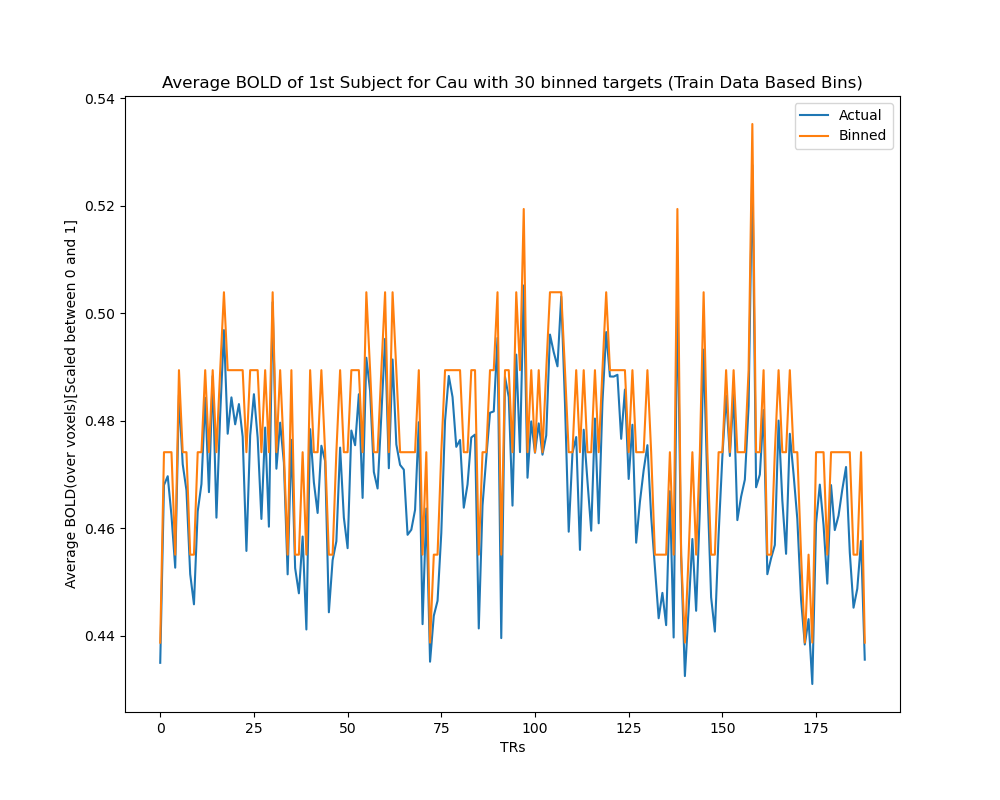 Average BOLD of 1st Subject for Cau with 30 binned targets (Train Data Based Bins)
Actual
Binned
Average BOLD(over voxels)[Scaled between 0 and 1]
0.54
0.52
0.50
0.48
0.46
0.44
0 25 50 75 100 125 150 175
TRs